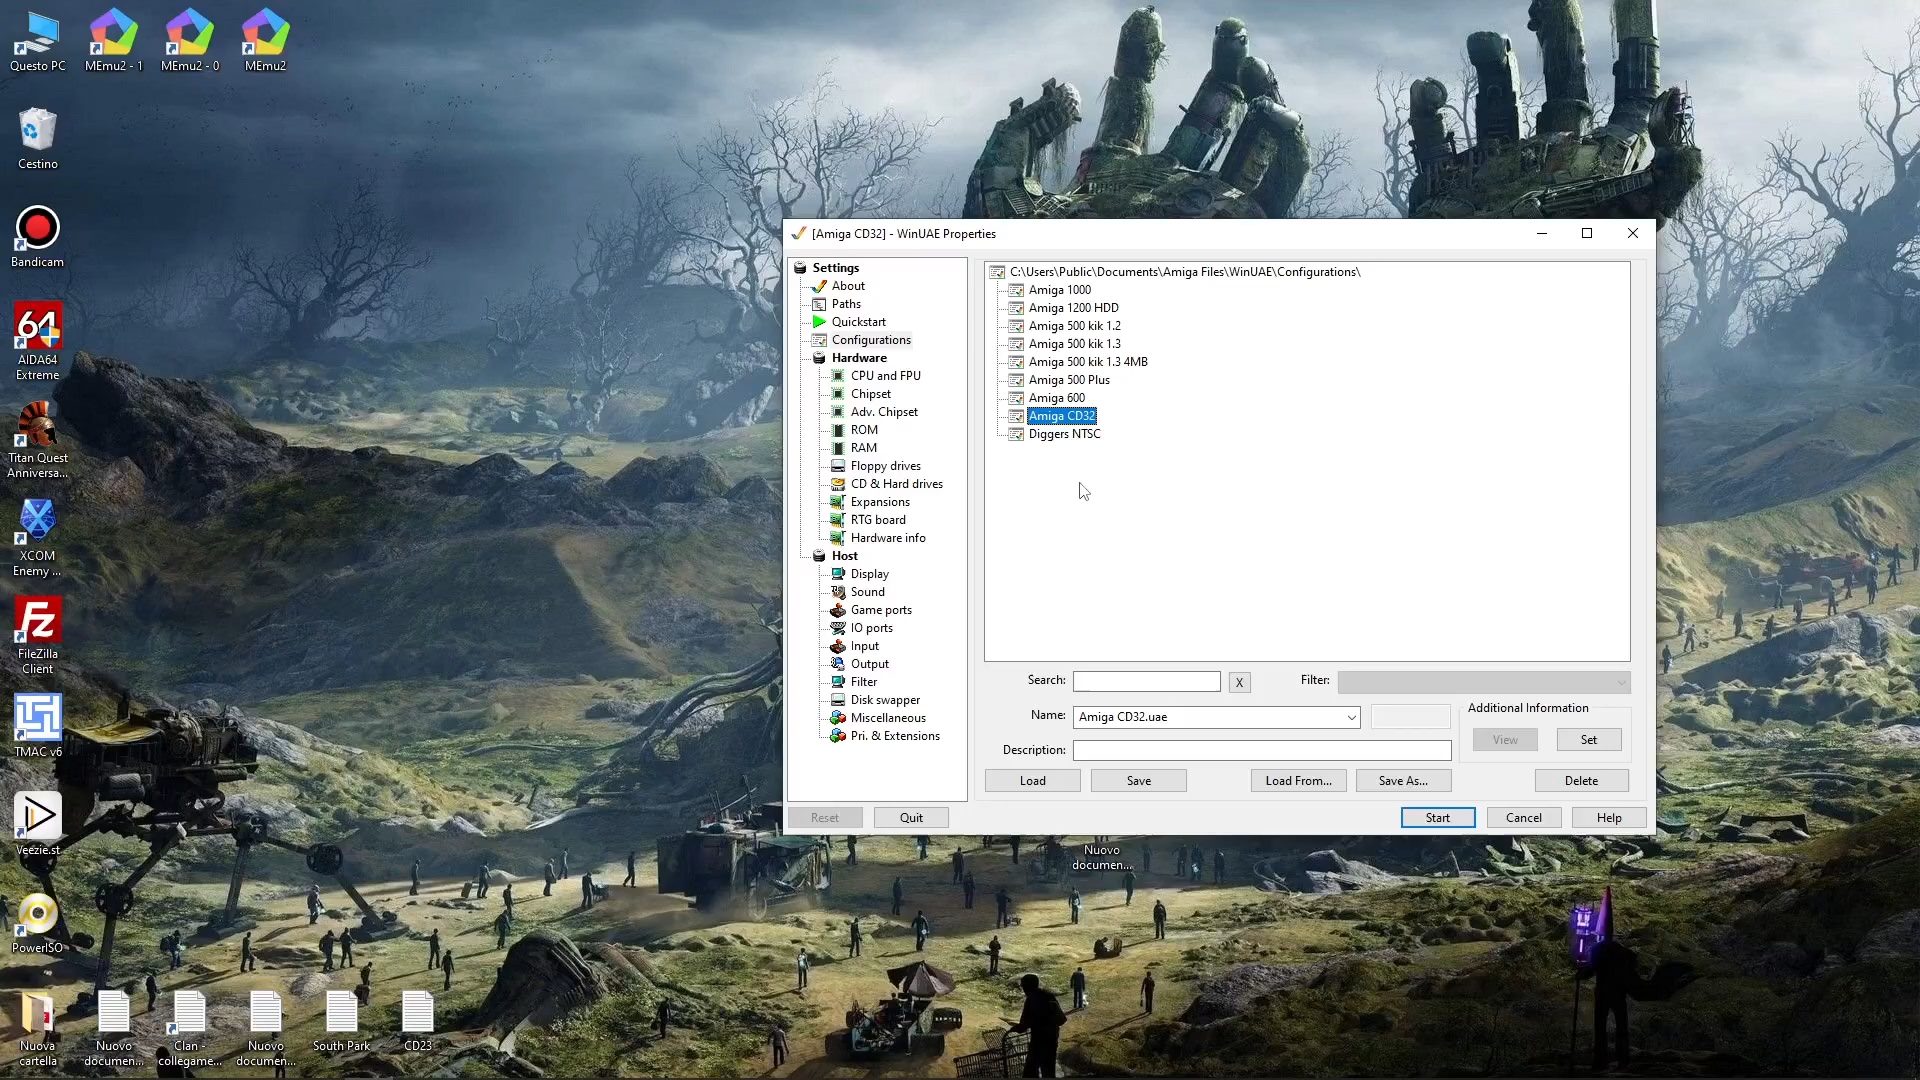 Questo PC
MEmu2 - 1
MEmu2 - 0
MEmu2
Cestino
Bandicam
64
AIDA64
Extreme
Titan Quest
Anniversa...
XCOM
Enemy ...
Fz
FileZilla
Client
TMAC v6
Veezie.st
PowerISO
Nuova
cartella
Nuovo
documen...
Clan -
collegame...
Nuovo
documen...
South Park
CD23
[Amiga CD32] - WinUAE Properties
Settings
About
Paths
Quickstart
Configurations
Hardware
CPU and FPU
Chipset
Adv. Chipset
ROM
RAM
Floppy drives
CD & Hard drives
Expansions
RTG board
Hardware info
Host
Display
Sound
Game ports
IO ports
Input
Output
Filter
Disk swapper
Miscellaneous
Pri. & Extensions
C:\Users\Public\Documents\Amiga Files\WinUAE\Configurations\
Amiga 1000
Amiga 1200 HDD
Amiga 500 kik 1.2
Amiga 500 kik 1.3
Amiga 500 kik 1.3 4MB
Amiga 500 Plus
Amiga 600
Amiga CD32
Diggers NTSC
Search:
X
Filter:
Name:
Amiga CD32.uae
Additional Information
View
Set
Description:
Load
Save
Load From...
Save As...
Delete
Reset
Quit
Start
Cancel
Help
Nuovo
documen...